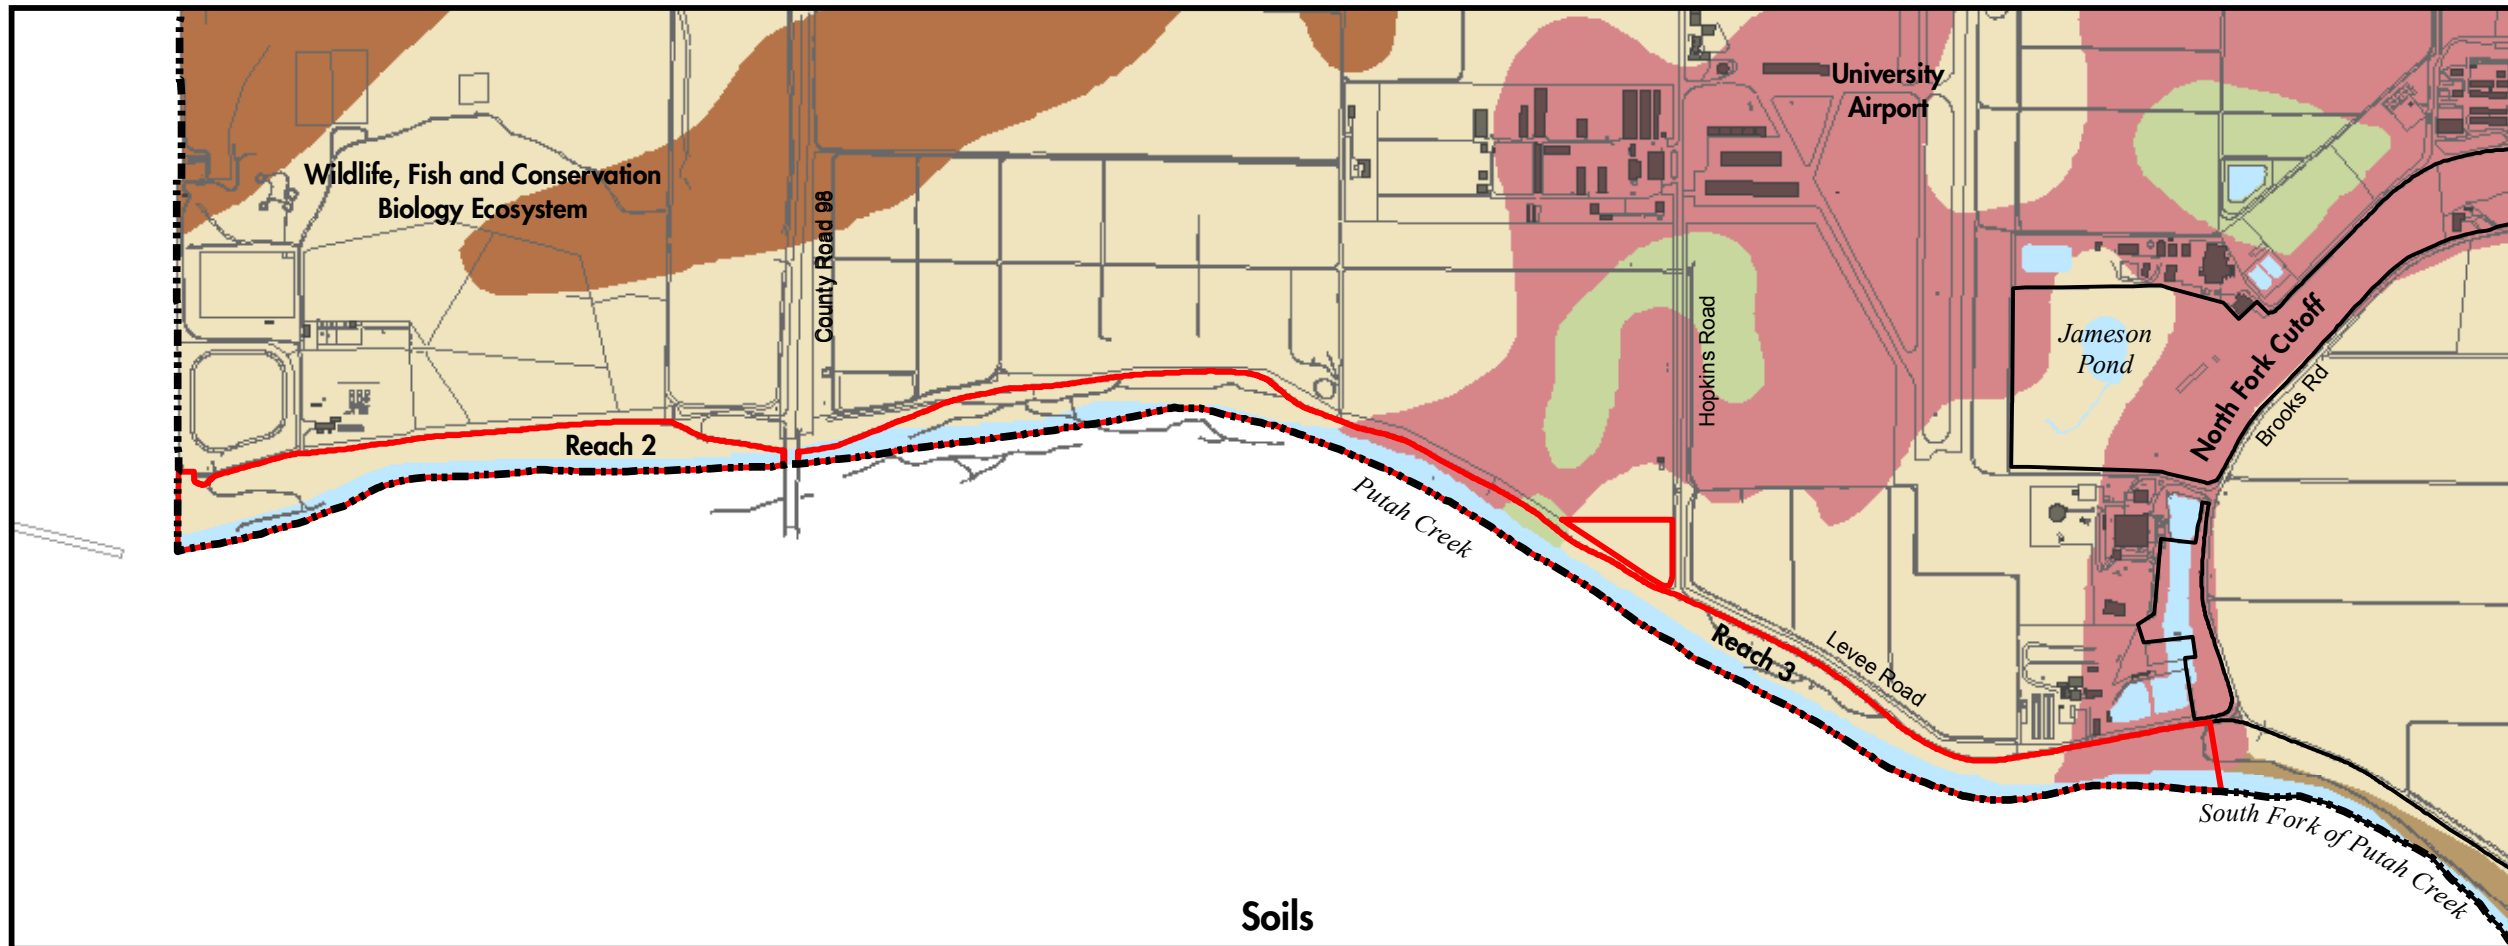 University
Airport
Wildlife, Fish and Conservation
Biology Ecosystem
County Road 98
Hopkins Road
Jameson
Pond
North Fork Cutoff
Brooks Rd
Reach 2
Putah Creek
Reach 3
Levee Road
South Fork of Putah Creek
Soils